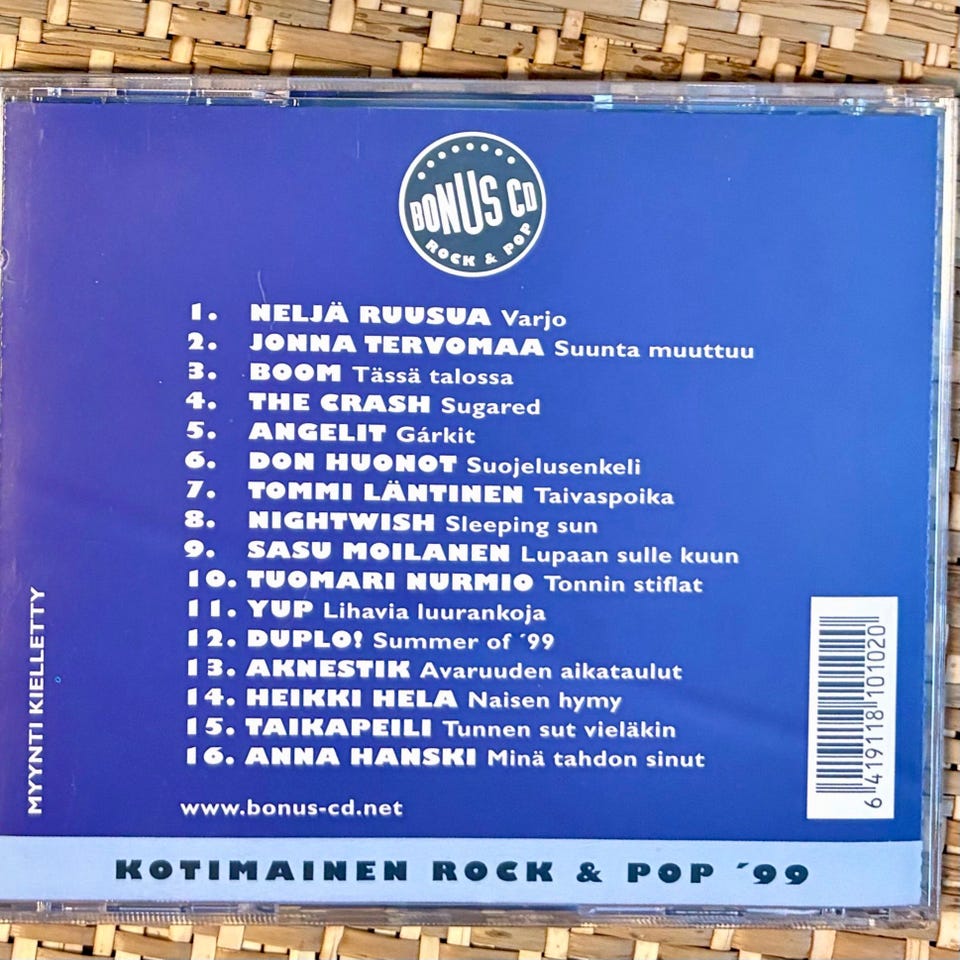 BONUS CD
ROCK & POP
1. NELJÄ RUUSUA Varjo
2. JONNA TERVOMAA Suunta muuttuu
3. BOOM Tässä talossa
4. THE CRASH Sugared
5. ANGELIT Gárkit
6. DON HUONOT Suojelusenkeli
7. TOMMI LÄNTINEN Taivaspoika
8. NIGHTWISH Sleeping sun
9. SASU MOILANEN Lupaan sulle kuun
10. TUOMARI NURMIO Tonnin stiflat
11. YUP Lihavia luurankoja
12. DUPLO! Summer of ´99
13. AKNESTIK Avaruuden aikataulut
14. HEIKKI HELA Naisen hymy
15. TAIKAPEILI Tunnen sut vieläkin
16. ANNA HANSKI Minä tahdon sinut
www.bonus-cd.net
MYYNTI KIELLETTY
6 419118 101020
KOTIMAINEN ROCK & POP ´99